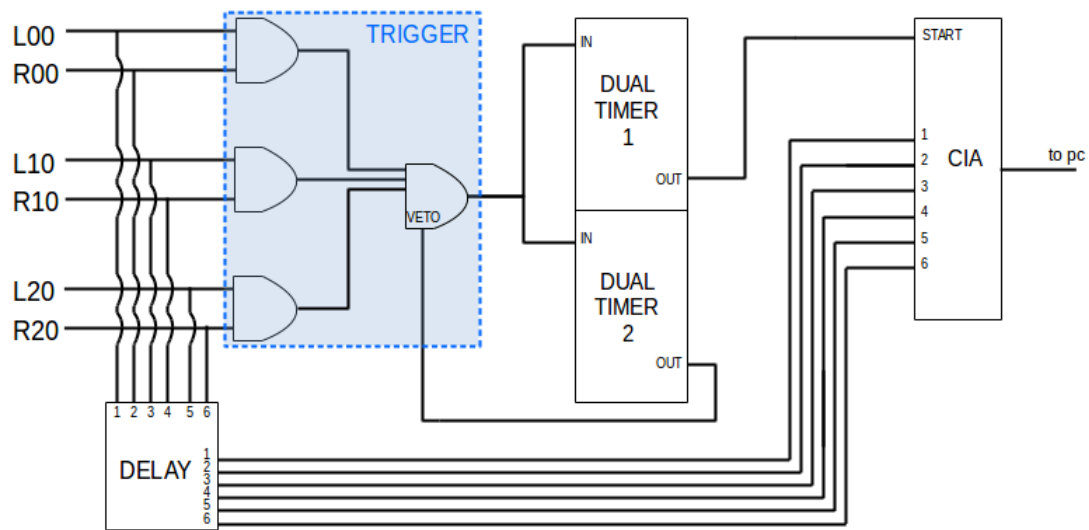 L00
R00
L10
R10
L20
R20
TRIGGER
VETO
IN
DUAL
TIMER
1
OUT
IN
DUAL
TIMER
2
OUT
START
1
2
3
4
5
6
CIA
to pc
1 2 3 4 5 6
DELAY
1
2
3
4
5
6